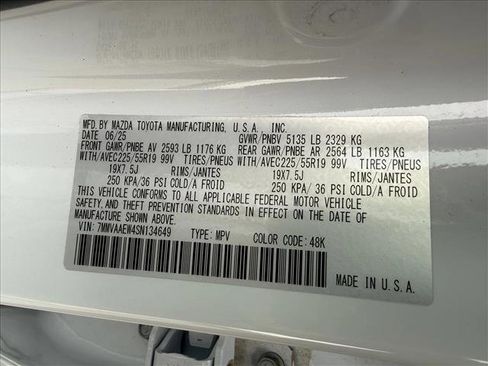 MFD. BY MAZDA TOYOTA MANUFACTURING, U.S.A., INC.
DATE 06/25 GVWR/PNBV 5135 LB 2329 KG
FRONT GAWR/PNBE AV 2593 LB 1176 KG REAR GAWR/PNBE AR 2564 LB 1163 KG
WITH/AVEC225/55R19 99V TIRES/PNEUS WITH/AVEC225/55R19 99V TIRES/PNEUS
19X7.5J RIMS/JANTES 19X7.5J RIMS/JANTES
250 KPA/36 PSI COLD/A FROID 250 KPA/36 PSI COLD/A FROID
THIS VEHICLE CONFORMS TO ALL APPLICABLE FEDERAL MOTOR VEHICLE
SAFETY, AND THEFT PREVENTION STANDARDS IN EFFECT ON THE DATE OF
MANUFACTURE SHOWN ABOVE.
VIN: 7MMVAAEW4SN134649 TYPE: MPV COLOR CODE: 48K
MADE IN U.S.A.